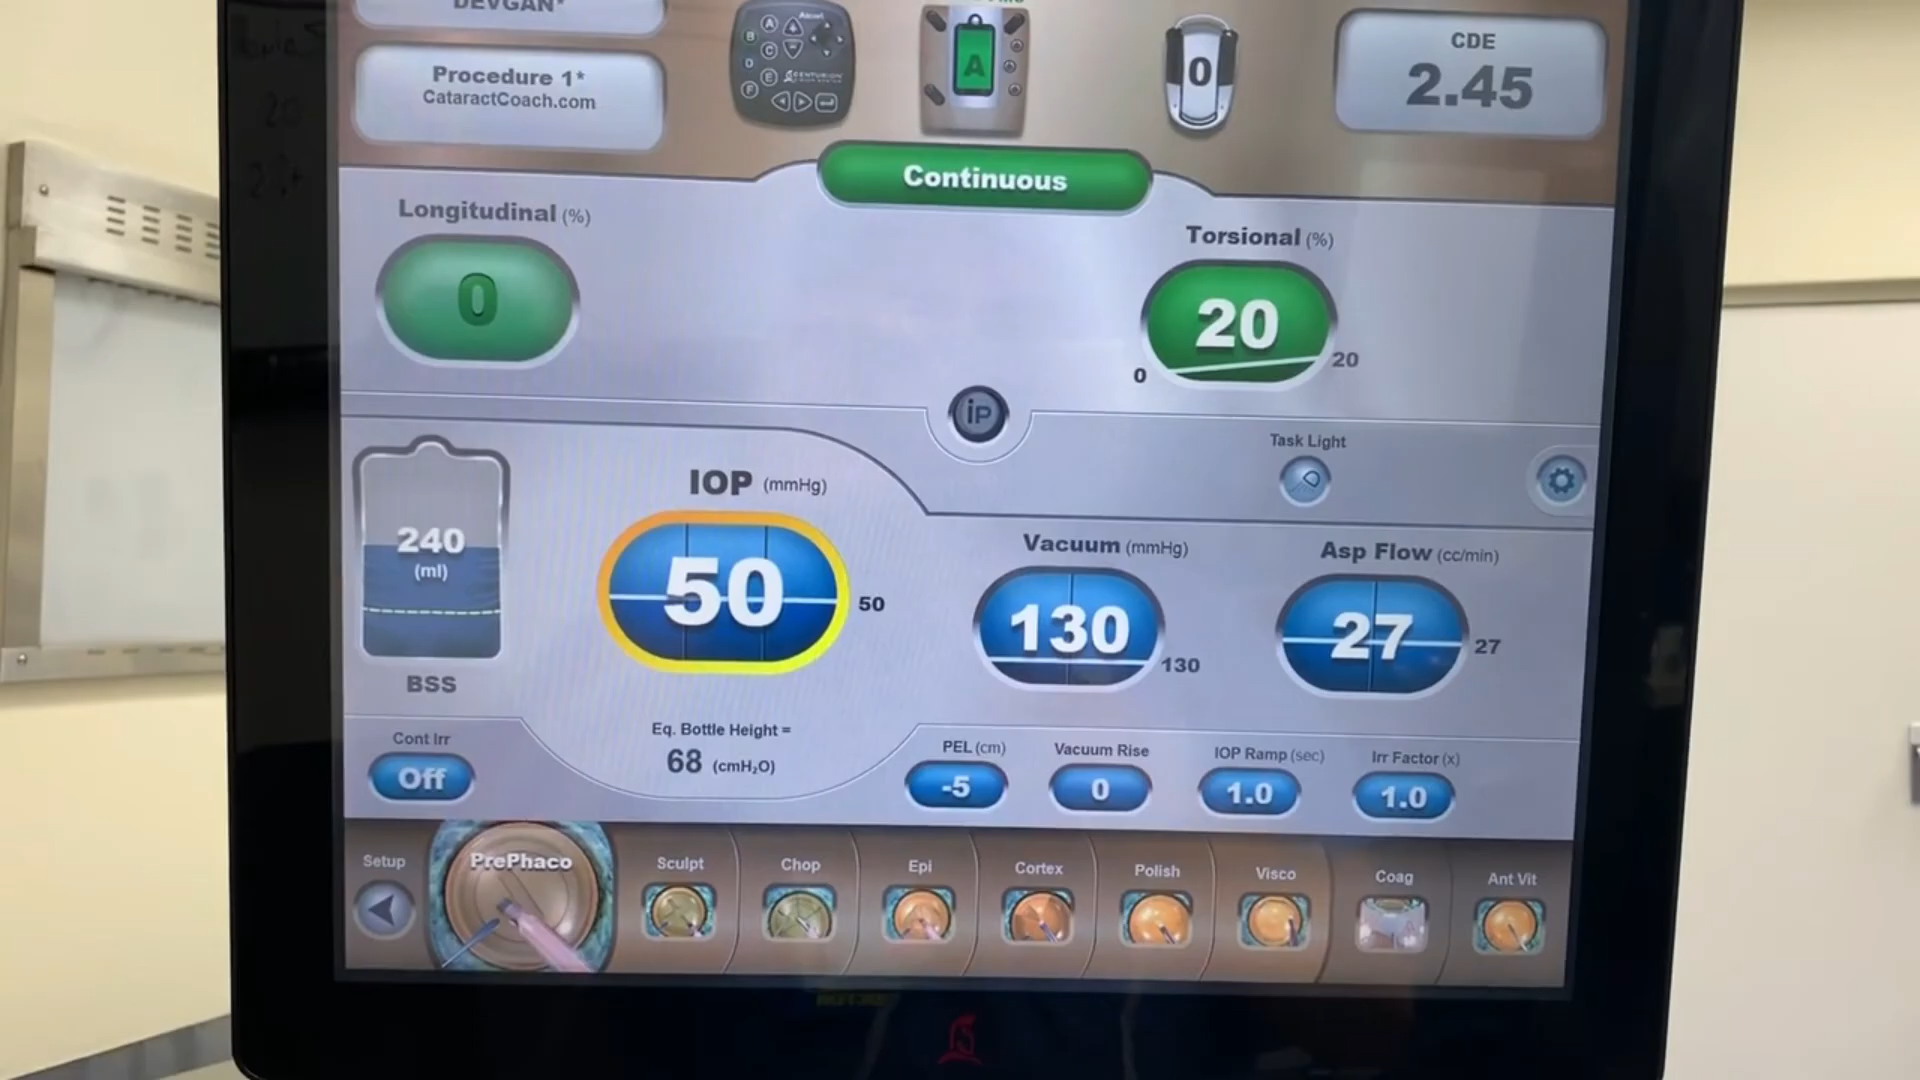 DEVGAN*
Procedure 1*
CataractCoach.com
A
B
C
D
E
F
Alcon
CENTURION
A
0
CDE
2.45
Continuous
Longitudinal (%)
0
Torsional (%)
20
0
20
iP
Task Light
240
(ml)
BSS
IOP (mmHg)
50
50
Vacuum (mmHg)
130
130
Asp Flow (cc/min)
27
27
Eq. Bottle Height =
68 (cmH₂O)
Cont Irr
Off
PEL (cm)
-5
Vacuum Rise
0
IOP Ramp (sec)
1.0
Irr Factor (x)
1.0
Setup
PrePhaco
Sculpt
Chop
Epi
Cortex
Polish
Visco
Coag
Ant Vit